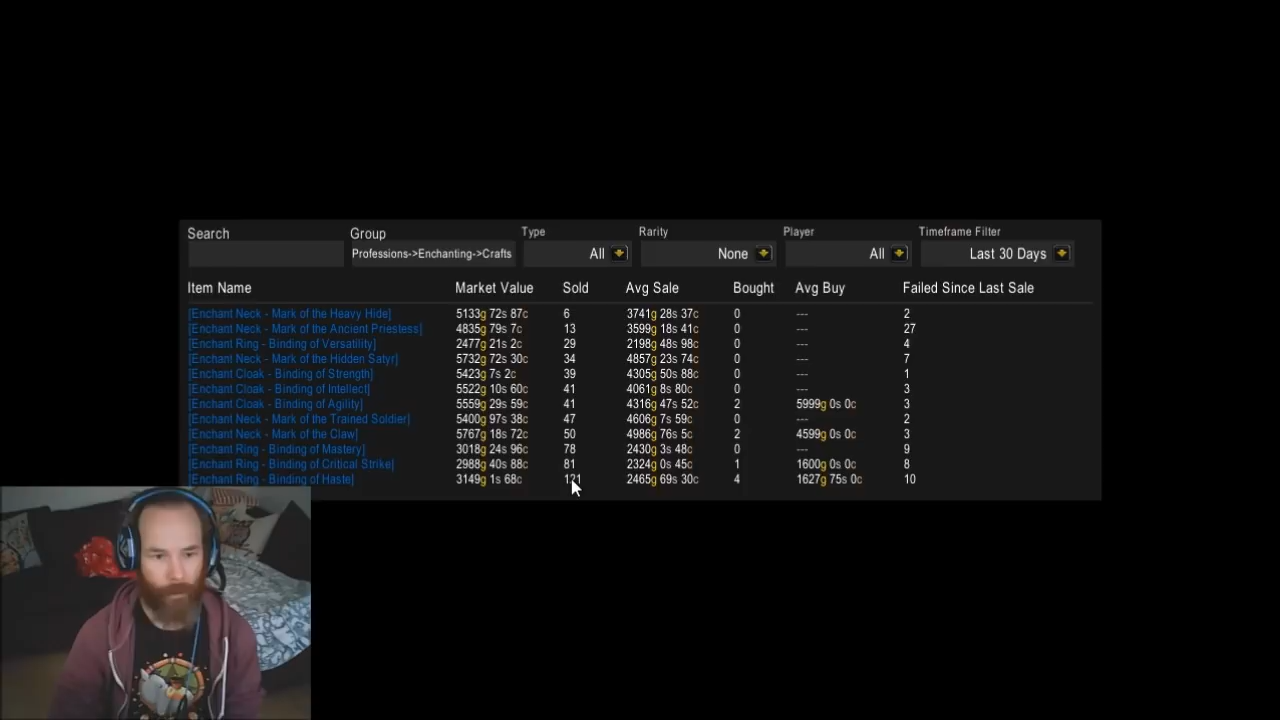 Search Group Type Rarity Player Timeframe Filter
Professions->Enchanting->Crafts All None All Last 30 Days
Item Name Market Value Sold Avg Sale Bought Avg Buy Failed Since Last Sale
[Enchant Neck - Mark of the Heavy Hide] 5133g 72s 87c 6 3741g 28s 37c 0 --- 2
[Enchant Neck - Mark of the Ancient Priestess] 4835g 79s 7c 13 3599g 18s 41c 0 --- 27
[Enchant Ring - Binding of Versatility] 2477g 21s 2c 29 2198g 48s 98c 0 --- 4
[Enchant Neck - Mark of the Hidden Satyr] 5732g 72s 30c 34 4857g 23s 74c 0 --- 7
[Enchant Cloak - Binding of Strength] 5423g 7s 2c 39 4305g 50s 88c 0 --- 1
[Enchant Cloak - Binding of Intellect] 5522g 10s 60c 41 4061g 8s 80c 0 --- 3
[Enchant Cloak - Binding of Agility] 5559g 29s 59c 41 4316g 47s 52c 2 5999g 0s 0c 3
[Enchant Neck - Mark of the Trained Soldier] 5400g 97s 38c 47 4606g 7s 59c 0 --- 2
[Enchant Neck - Mark of the Claw] 5767g 18s 72c 50 4986g 76s 5c 2 4599g 0s 0c 3
[Enchant Ring - Binding of Mastery] 3018g 24s 96c 78 2430g 3s 48c 0 --- 9
[Enchant Ring - Binding of Critical Strike] 2988g 40s 88c 81 2324g 0s 45c 1 1600g 0s 0c 8
[Enchant Ring - Binding of Haste] 3149g 1s 68c 121 2465g 69s 30c 4 1627g 75s 0c 10